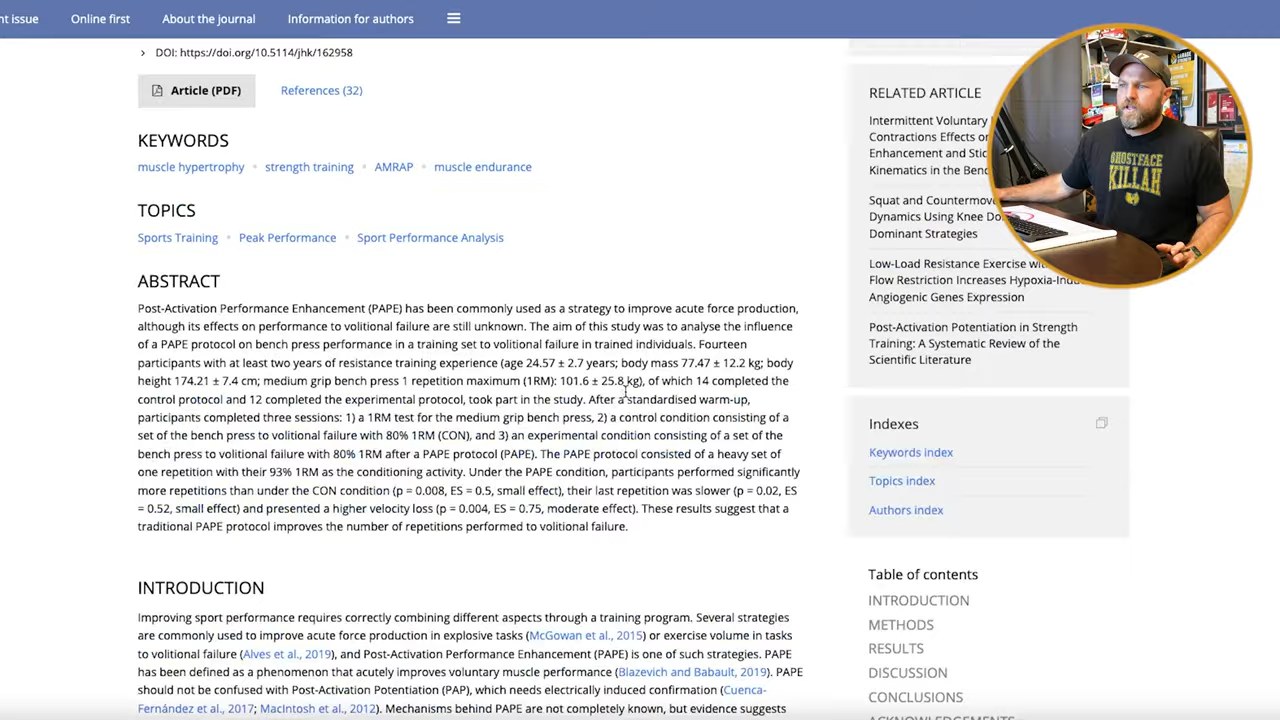 nt issue
Online first
About the journal
Information for authors
DOI: https://doi.org/10.5114/jhk/162958
Article (PDF)
References (32)
KEYWORDS
muscle hypertrophy
strength training
AMRAP
muscle endurance
TOPICS
Sports Training
Peak Performance
Sport Performance Analysis
ABSTRACT
Post-Activation Performance Enhancement (PAPE) has been commonly used as a strategy to improve acute force production,
although its effects on performance to volitional failure are still unknown. The aim of this study was to analyse the influence
of a PAPE protocol on bench press performance in a training set to volitional failure in trained individuals. Fourteen
participants with at least two years of resistance training experience (age 24.57 ± 2.7 years; body mass 77.47 ± 12.2 kg; body
height 174.21 ± 7.4 cm; medium grip bench press 1 repetition maximum (1RM): 101.6 ± 25.8 kg), of which 14 completed the
control protocol and 12 completed the experimental protocol, took part in the study. After a standardised warm-up,
participants completed three sessions: 1) a 1RM test for the medium grip bench press, 2) a control condition consisting of a
set of the bench press to volitional failure with 80% 1RM (CON), and 3) an experimental condition consisting of a set of the
bench press to volitional failure with 80% 1RM after a PAPE protocol (PAPE). The PAPE protocol consisted of a heavy set of
one repetition with their 93% 1RM as the conditioning activity. Under the PAPE condition, participants performed significantly
more repetitions than under the CON condition (p = 0.008, ES = 0.5, small effect), their last repetition was slower (p = 0.02, ES
= 0.52, small effect) and presented a higher velocity loss (p = 0.004, ES = 0.75, moderate effect). These results suggest that a
traditional PAPE protocol improves the number of repetitions performed to volitional failure.
INTRODUCTION
Improving sport performance requires correctly combining different aspects through a training program. Several strategies
are commonly used to improve acute force production in explosive tasks (McGowan et al., 2015) or exercise volume in tasks
to volitional failure (Alves et al., 2019), and Post-Activation Performance Enhancement (PAPE) is one of such strategies. PAPE
has been defined as a phenomenon that acutely improves voluntary muscle performance (Blazevich and Babault, 2019). PAPE
should not be confused with Post-Activation Potentiation (PAP), which needs electrically induced confirmation (Cuenca-
Fernández et al., 2017; MacIntosh et al., 2012). Mechanisms behind PAPE are not completely known, but evidence suggests
RELATED ARTICLE
Intermittent Voluntary
Contractions Effects on
Enhancement and Stic
Kinematics in the Benc
Squat and Countermov
Dynamics Using Knee Do
Dominant Strategies
Low-Load Resistance Exercise wit
Flow Restriction Increases Hypoxia-Indu
Angiogenic Genes Expression
Post-Activation Potentiation in Strength
Training: A Systematic Review of the
Scientific Literature
Indexes
Keywords index
Topics index
Authors index
Table of contents
INTRODUCTION
METHODS
RESULTS
DISCUSSION
CONCLUSIONS
ACKNOWLEDGEMENTS
GHOSTFACE
KILLAH